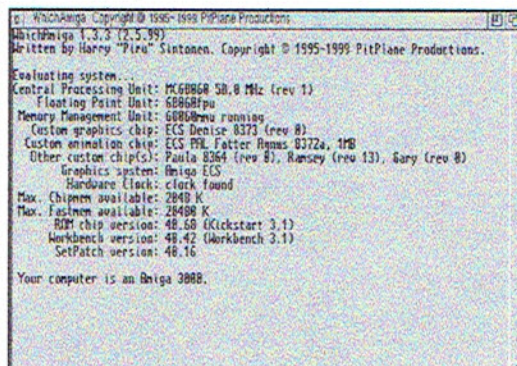 WhichAmiga, Copyright © 1995-1999 PitPlane Productions
WhichAmiga 1.3.3 (2.5.99)
Written by Harry "Piru" Sintonen. Copyright © 1995-1999 PitPlane Productions.
Evaluating system...
Central Processing Unit: MC68060 50.0 MHz (rev 1)
Floating Point Unit: 68060fpu
Memory Management Unit: 68060mmu running
Custom graphics chip: ECS Denise 8373 (rev 0)
Custom animation chip: ECS PAL Fatter Agnus 8372a, 1MB
Other custom chip(s): Paula 8364 (rev 0), Ramsey (rev 13), Gary (rev 0)
Graphics system: Amiga ECS
Hardware Clock: clock found
Max. Chipmem available: 2048 K
Max. Fastmem available: 20480 K
ROM chip version: 40.68 (Kickstart 3.1)
Workbench version: 40.42 (Workbench 3.1)
SetPatch version: 40.16
Your computer is an Amiga 3000.